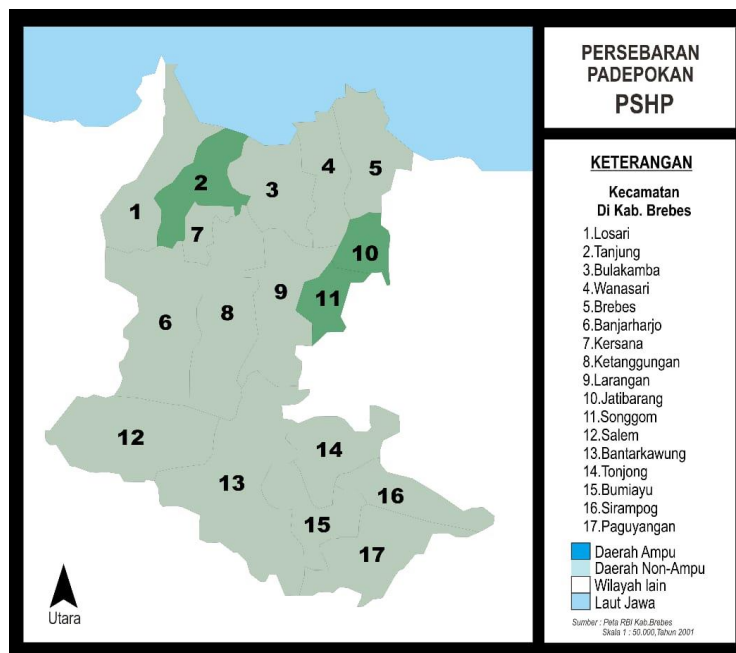 PERSEBARAN
PADEPOKAN
PSHP
KETERANGAN
Kecamatan
Di Kab. Brebes
1.Losari
2.Tanjung
3.Bulakamba
4.Wanasari
5.Brebes
6.Banjarharjo
7.Kersana
8.Ketanggungan
9.Larangan
10.Jatibarang
11.Songgom
12.Salem
13.Bantarkawung
14.Tonjong
15.Bumiayu
16.Sirampog
17.Paguyangan
Daerah Ampu
Daerah Non-Ampu
Wilayah lain
Laut Jawa
Sumber : Peta RBI Kab.Brebes
Skala 1 : 50.000,Tahun 2001
1
2
3
4
5
6
7
8
9
10
11
12
13
14
15
16
17
Utara